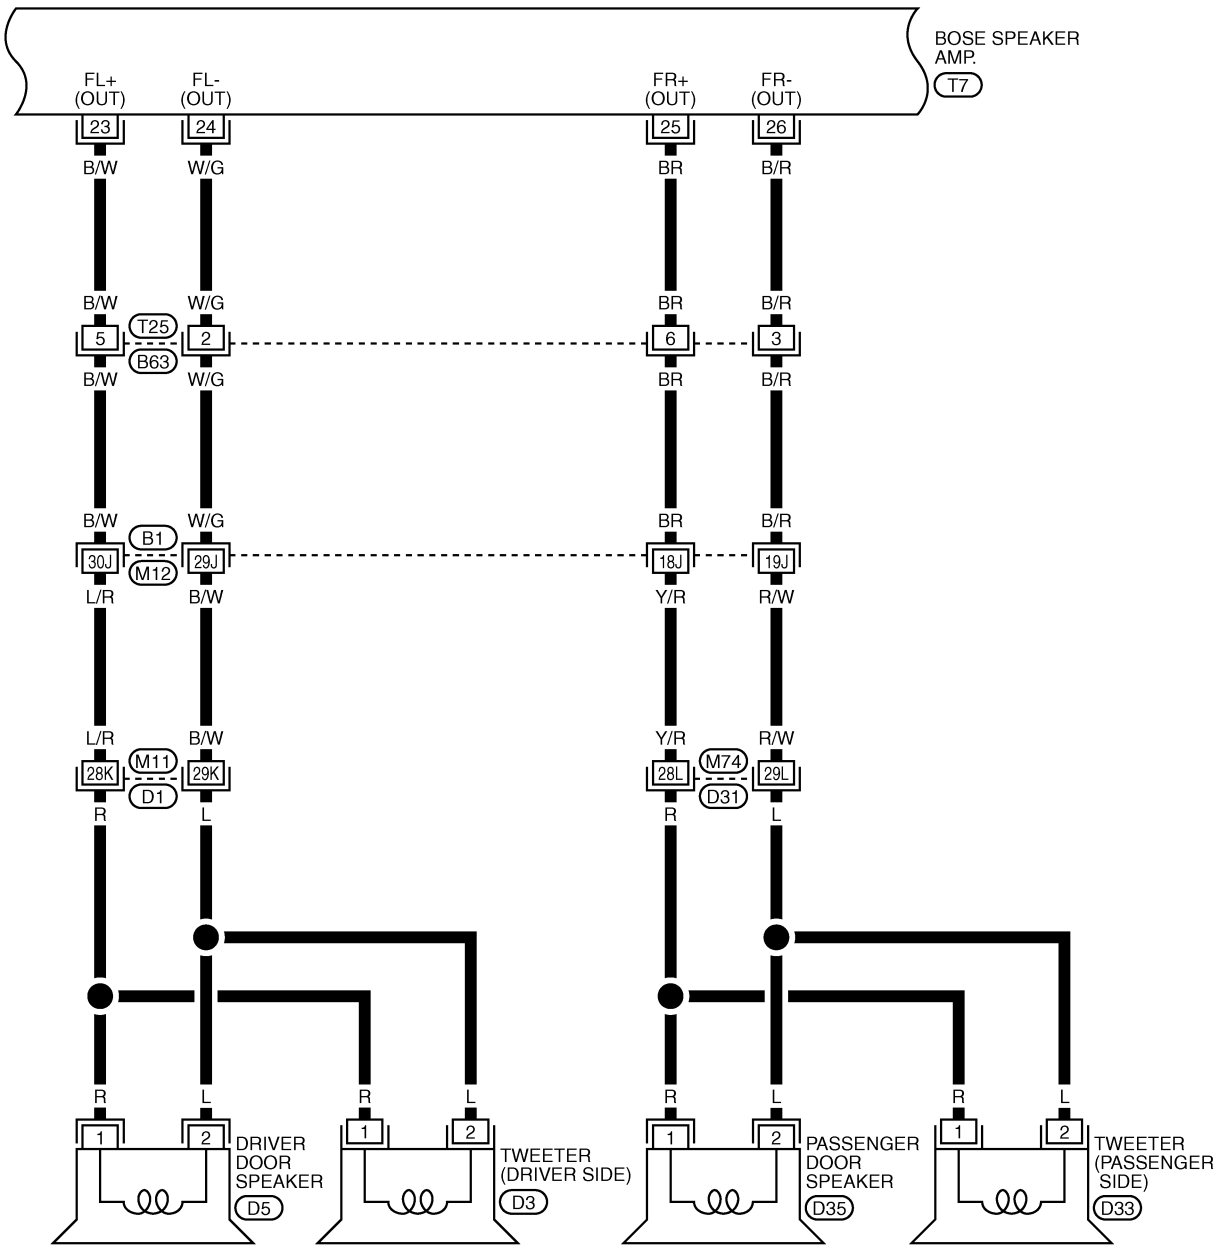 BOSE SPEAKER
AMP.
T7
FL+ FL- FR+ FR-
(OUT) (OUT) (OUT) (OUT)
23 24 25 26
B/W W/G BR B/R
B/W W/G BR B/R
T25
5 2 6 3
B63
B/W W/G BR B/R
B/W W/G BR B/R
B1
30J 29J 18J 19J
M12
L/R B/W Y/R R/W
L/R B/W Y/R R/W
M11 M74
28K 29K 28L 29L
D1 D31
R L R L
R L R L R L R L
1 2 1 2 1 2 1 2
DRIVER
DOOR
SPEAKER
D5
TWEETER
(DRIVER SIDE)
D3
PASSENGER
DOOR
SPEAKER
D35
TWEETER
(PASSENGER
SIDE)
D33